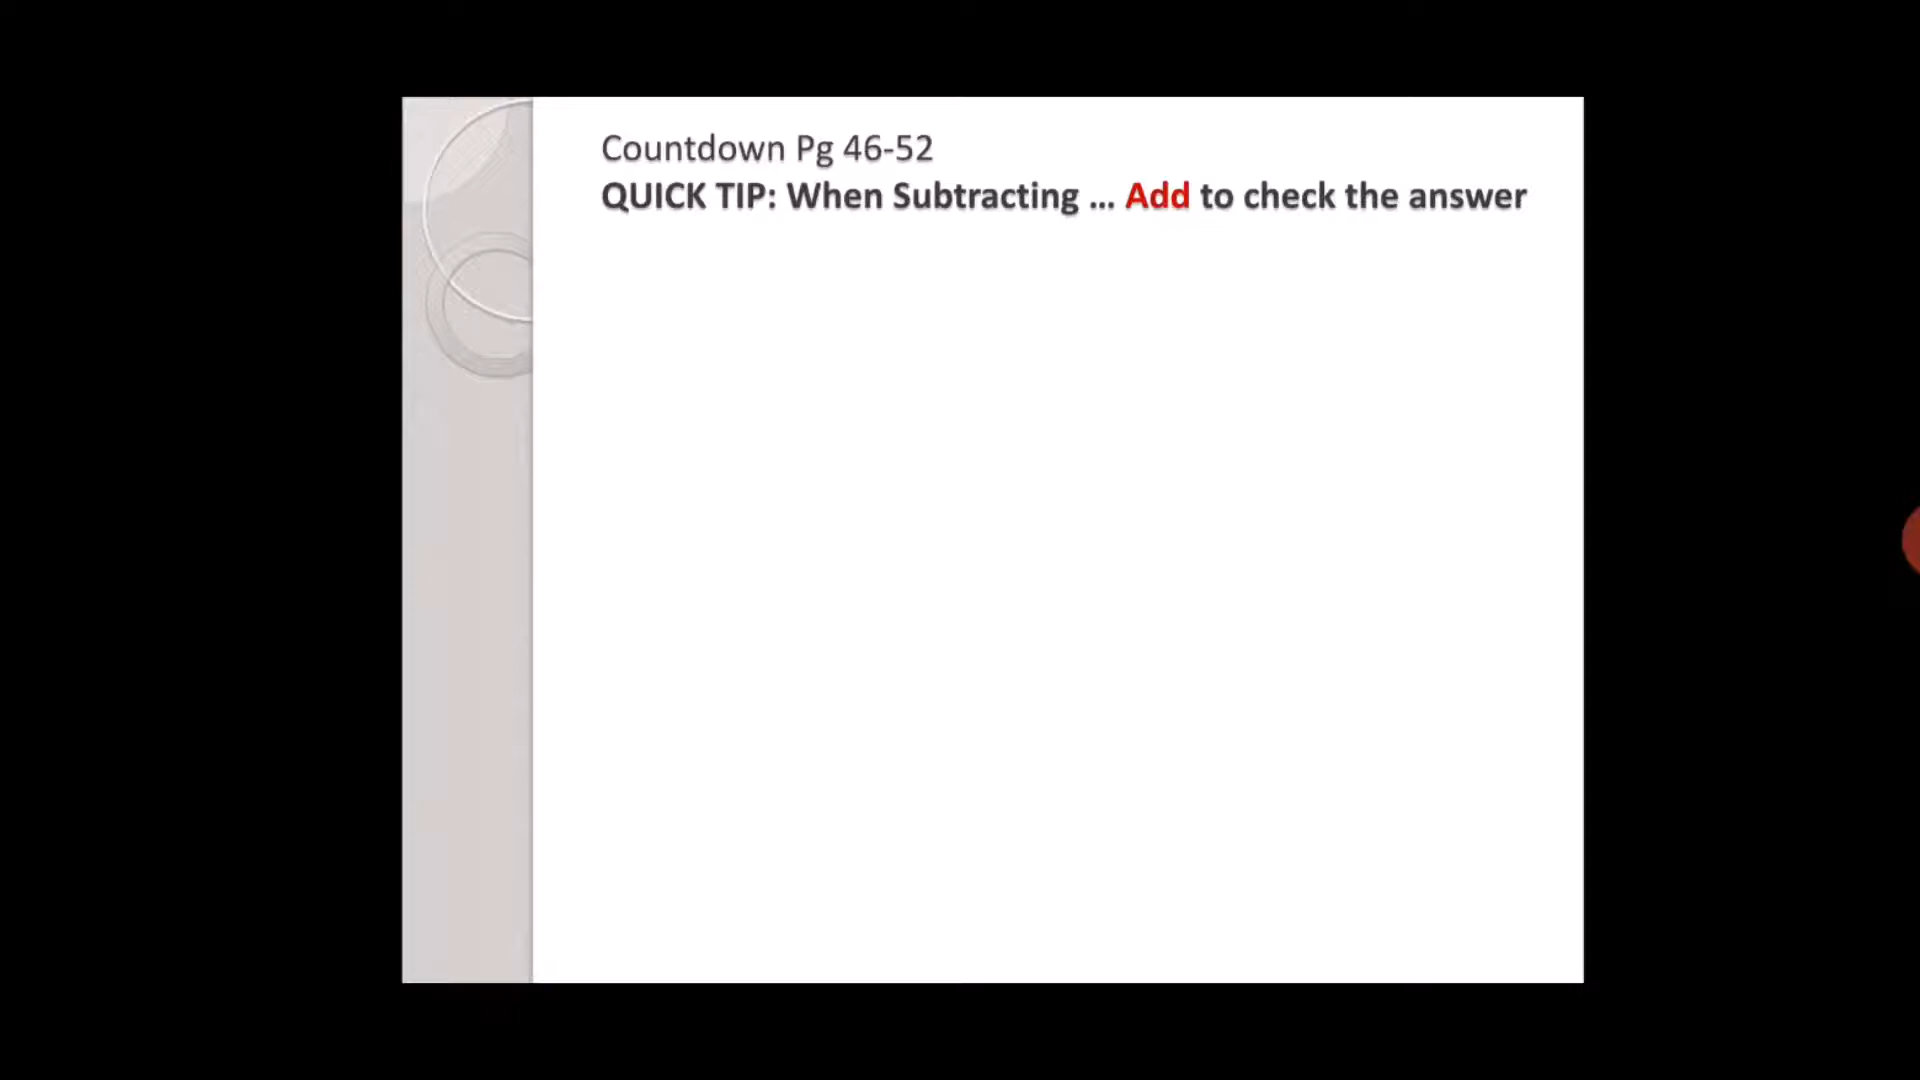 Countdown Pg 46-52
QUICK TIP: When Subtracting ... Add to check the answer